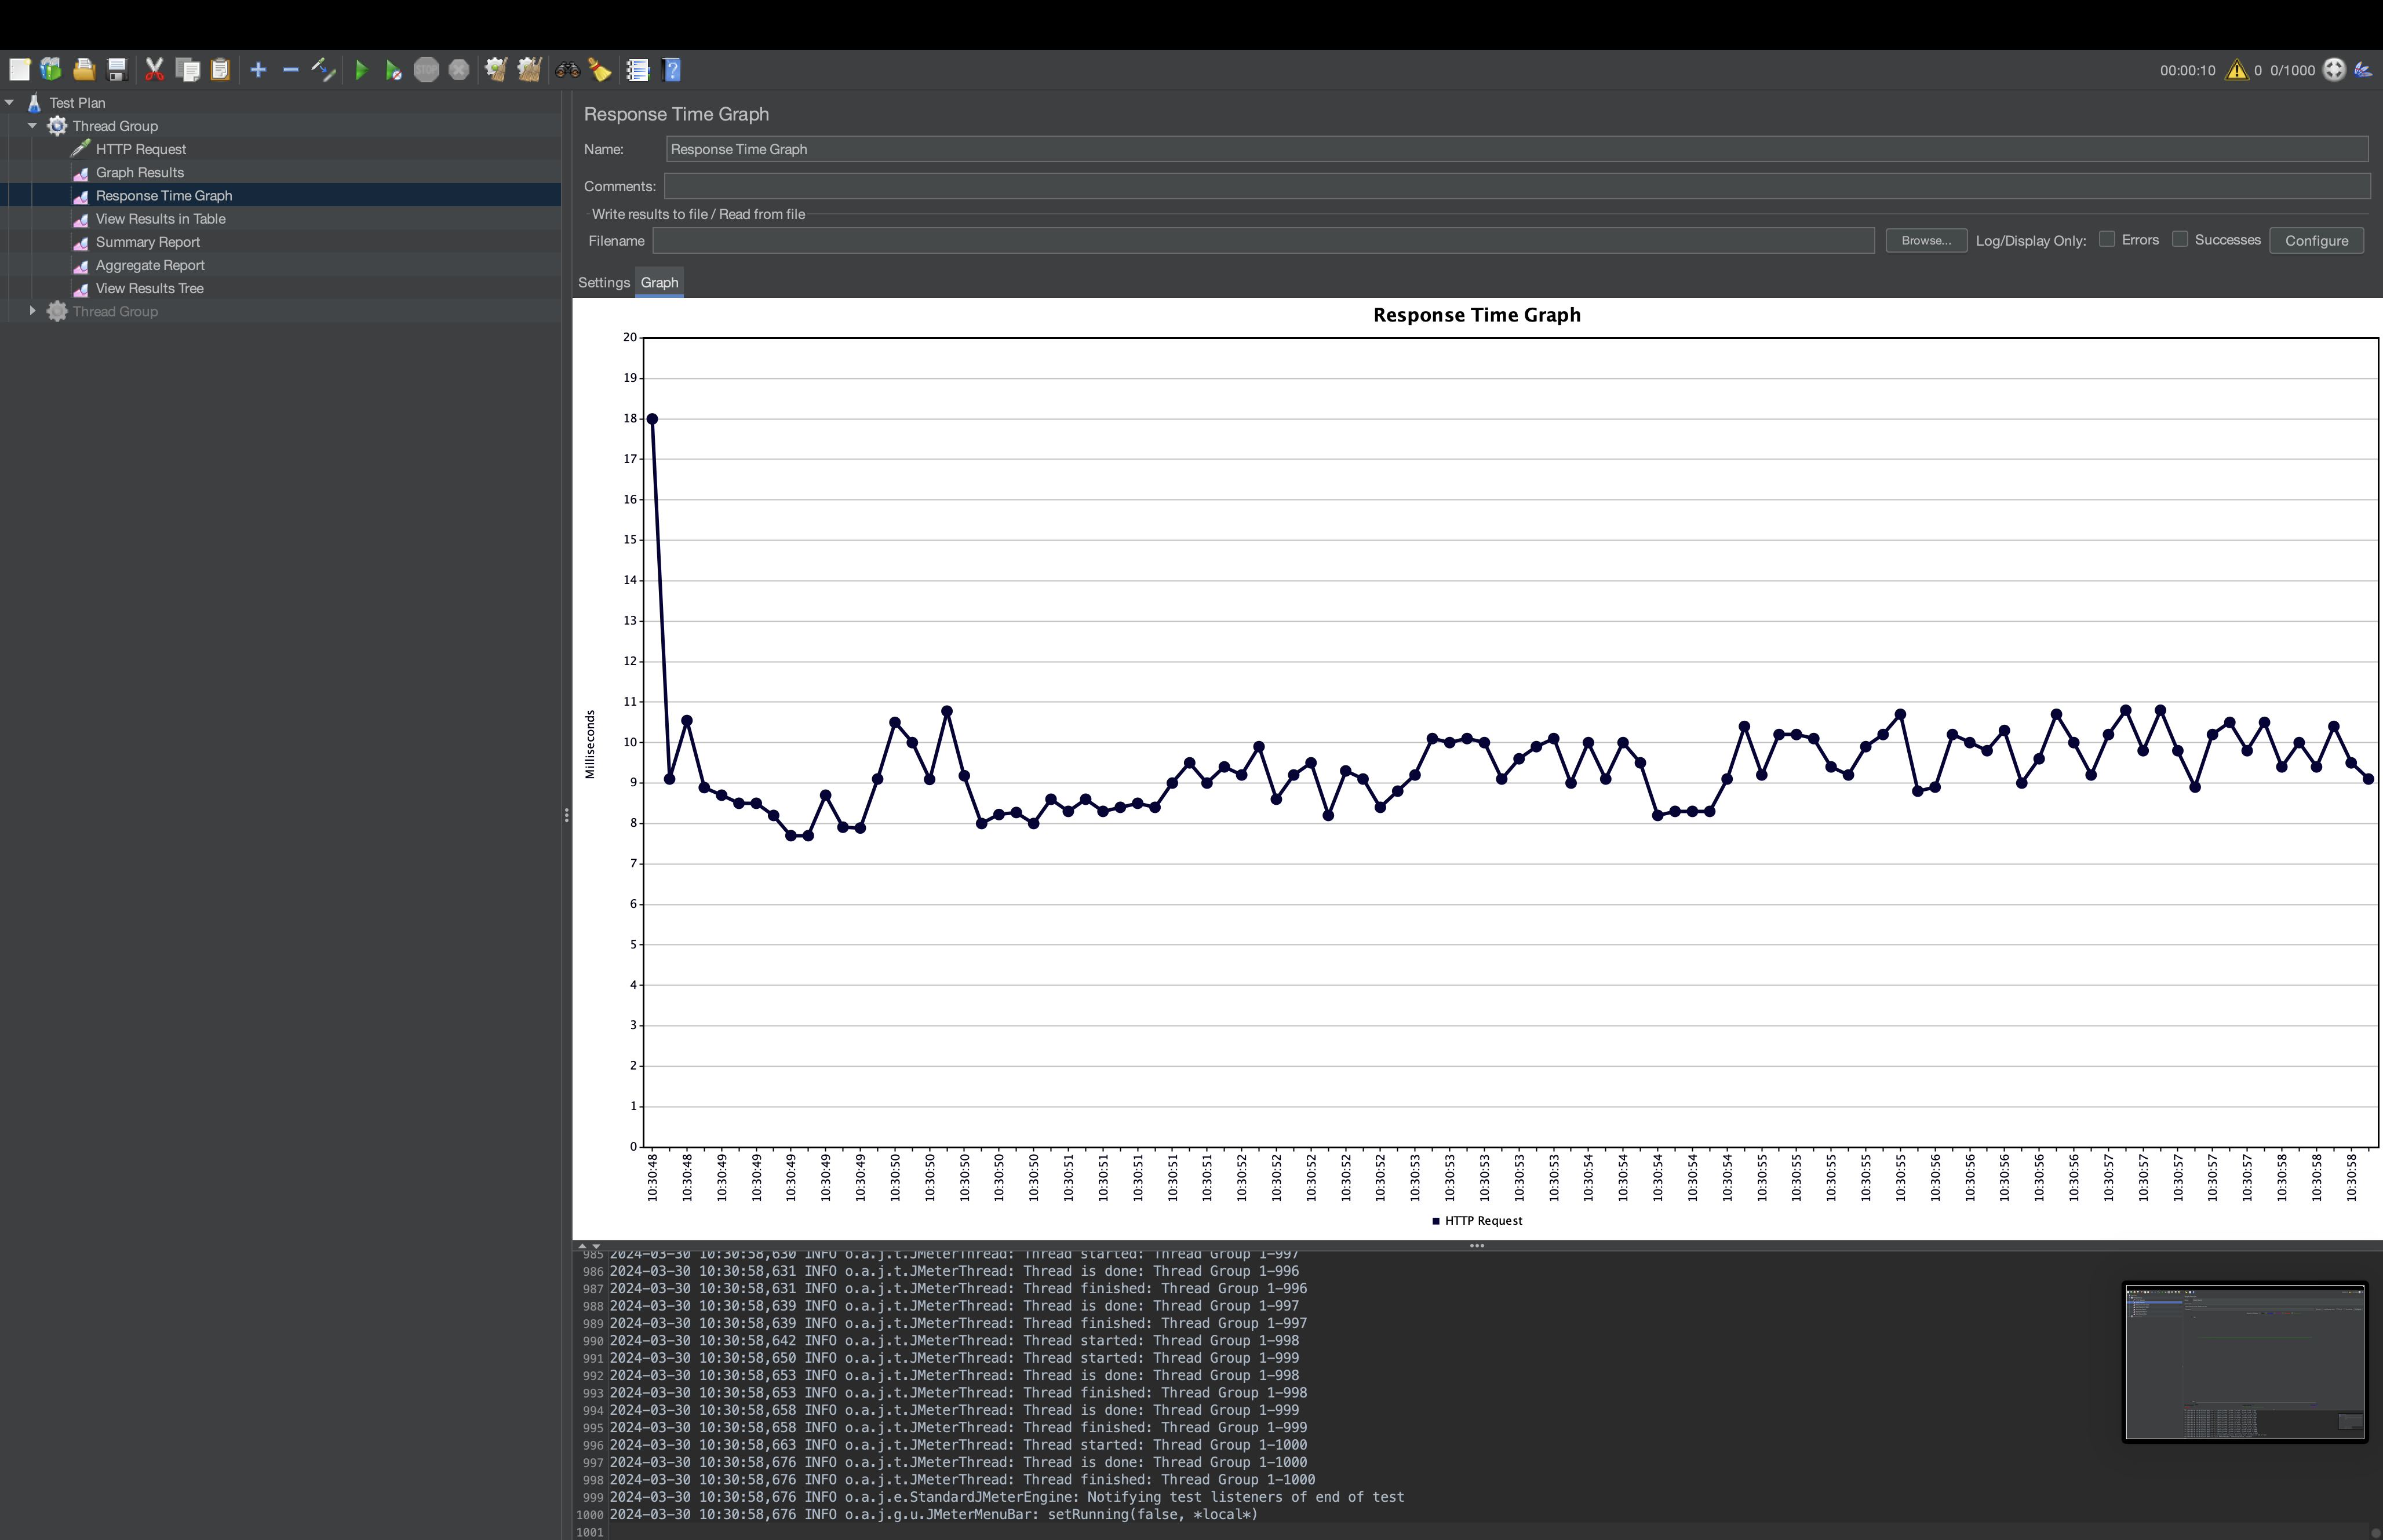 STOP
00:00:10 0 0/1000
Test Plan
Thread Group
HTTP Request
Graph Results
Response Time Graph
View Results in Table
Summary Report
Aggregate Report
View Results Tree
Thread Group
Response Time Graph
Name: Response Time Graph
Comments:
Write results to file / Read from file
Filename Browse... Log/Display Only: Errors Successes Configure
Settings Graph
Response Time Graph
20
19
18
17
16
15
14
13
12
11
10
9
8
7
6
5
4
3
2
1
0
Milliseconds
10:30:48 10:30:48 10:30:49 10:30:49 10:30:49 10:30:49 10:30:49 10:30:50 10:30:50 10:30:50 10:30:50 10:30:50 10:30:51 10:30:51 10:30:51 10:30:51 10:30:51 10:30:52 10:30:52 10:30:52 10:30:52 10:30:52 10:30:53 10:30:53 10:30:53 10:30:53 10:30:53 10:30:54 10:30:54 10:30:54 10:30:54 10:30:54 10:30:55 10:30:55 10:30:55 10:30:55 10:30:55 10:30:56 10:30:56 10:30:56 10:30:56 10:30:56 10:30:57 10:30:57 10:30:57 10:30:57 10:30:57 10:30:58 10:30:58 10:30:58
HTTP Request
985 2024-03-30 10:30:58,630 INFO o.a.j.t.JMeterThread: Thread started: Thread Group 1-997
986 2024-03-30 10:30:58,631 INFO o.a.j.t.JMeterThread: Thread is done: Thread Group 1-996
987 2024-03-30 10:30:58,631 INFO o.a.j.t.JMeterThread: Thread finished: Thread Group 1-996
988 2024-03-30 10:30:58,639 INFO o.a.j.t.JMeterThread: Thread is done: Thread Group 1-997
989 2024-03-30 10:30:58,639 INFO o.a.j.t.JMeterThread: Thread finished: Thread Group 1-997
990 2024-03-30 10:30:58,642 INFO o.a.j.t.JMeterThread: Thread started: Thread Group 1-998
991 2024-03-30 10:30:58,650 INFO o.a.j.t.JMeterThread: Thread started: Thread Group 1-999
992 2024-03-30 10:30:58,653 INFO o.a.j.t.JMeterThread: Thread is done: Thread Group 1-998
993 2024-03-30 10:30:58,653 INFO o.a.j.t.JMeterThread: Thread finished: Thread Group 1-998
994 2024-03-30 10:30:58,658 INFO o.a.j.t.JMeterThread: Thread is done: Thread Group 1-999
995 2024-03-30 10:30:58,658 INFO o.a.j.t.JMeterThread: Thread finished: Thread Group 1-999
996 2024-03-30 10:30:58,663 INFO o.a.j.t.JMeterThread: Thread started: Thread Group 1-1000
997 2024-03-30 10:30:58,676 INFO o.a.j.t.JMeterThread: Thread is done: Thread Group 1-1000
998 2024-03-30 10:30:58,676 INFO o.a.j.t.JMeterThread: Thread finished: Thread Group 1-1000
999 2024-03-30 10:30:58,676 INFO o.a.j.e.StandardJMeterEngine: Notifying test listeners of end of test
1000 2024-03-30 10:30:58,676 INFO o.a.j.g.u.JMeterMenuBar: setRunning(false, *local*)
1001